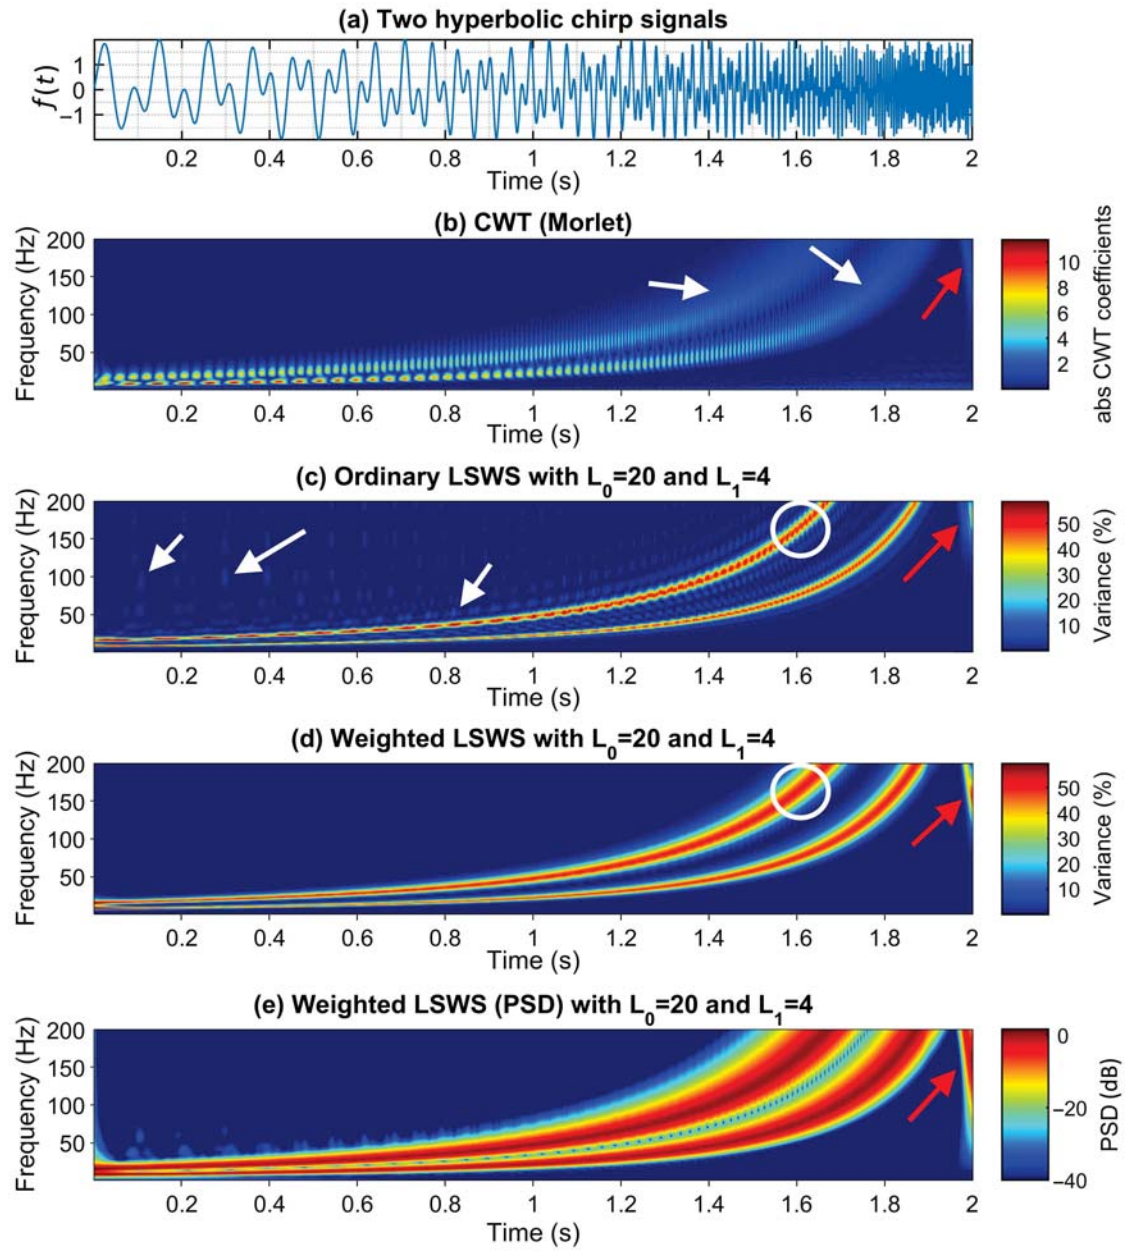 (a) Two hyperbolic chirp signals
f(t)
1
0
−1
0.2 0.4 0.6 0.8 1 1.2 1.4 1.6 1.8 2
Time (s)
(b) CWT (Morlet)
Frequency (Hz)
200
150
100
50
0.2 0.4 0.6 0.8 1 1.2 1.4 1.6 1.8 2
Time (s)
10
8
6
4
2
abs CWT coefficients
(c) Ordinary LSWS with L₀=20 and L₁=4
Frequency (Hz)
200
150
100
50
0.2 0.4 0.6 0.8 1 1.2 1.4 1.6 1.8 2
Time (s)
50
40
30
20
10
Variance (%)
(d) Weighted LSWS with L₀=20 and L₁=4
Frequency (Hz)
200
150
100
50
0.2 0.4 0.6 0.8 1 1.2 1.4 1.6 1.8 2
Time (s)
50
40
30
20
10
Variance (%)
(e) Weighted LSWS (PSD) with L₀=20 and L₁=4
Frequency (Hz)
200
150
100
50
0.2 0.4 0.6 0.8 1 1.2 1.4 1.6 1.8 2
Time (s)
0
−20
−40
PSD (dB)